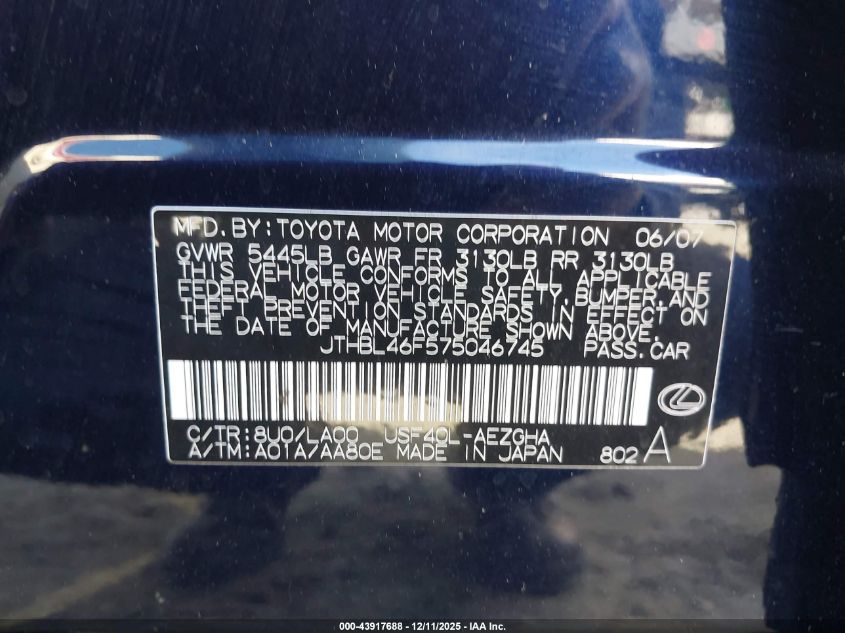 MFD.BY:TOYOTA MOTOR CORPORATION 06/07
GVWR 5445LB GAWR FR 3130LB RR 3130LB
THIS VEHICLE CONFORMS TO ALL APPLICABLE
FEDERAL MOTOR VEHICLE SAFETY, BUMPER, AND
THEFT PREVENTION STANDARDS IN EFFECT ON
THE DATE OF MANUFACTURE SHOWN ABOVE.
JTHBL46F575046745 PASS.CAR
C/TR:8U0/LA00 USF40L-AEZGHA
A/TM:A01A/AA80E MADE IN JAPAN 802 A
000-43917688 - 12/11/2025 - IAA Inc.